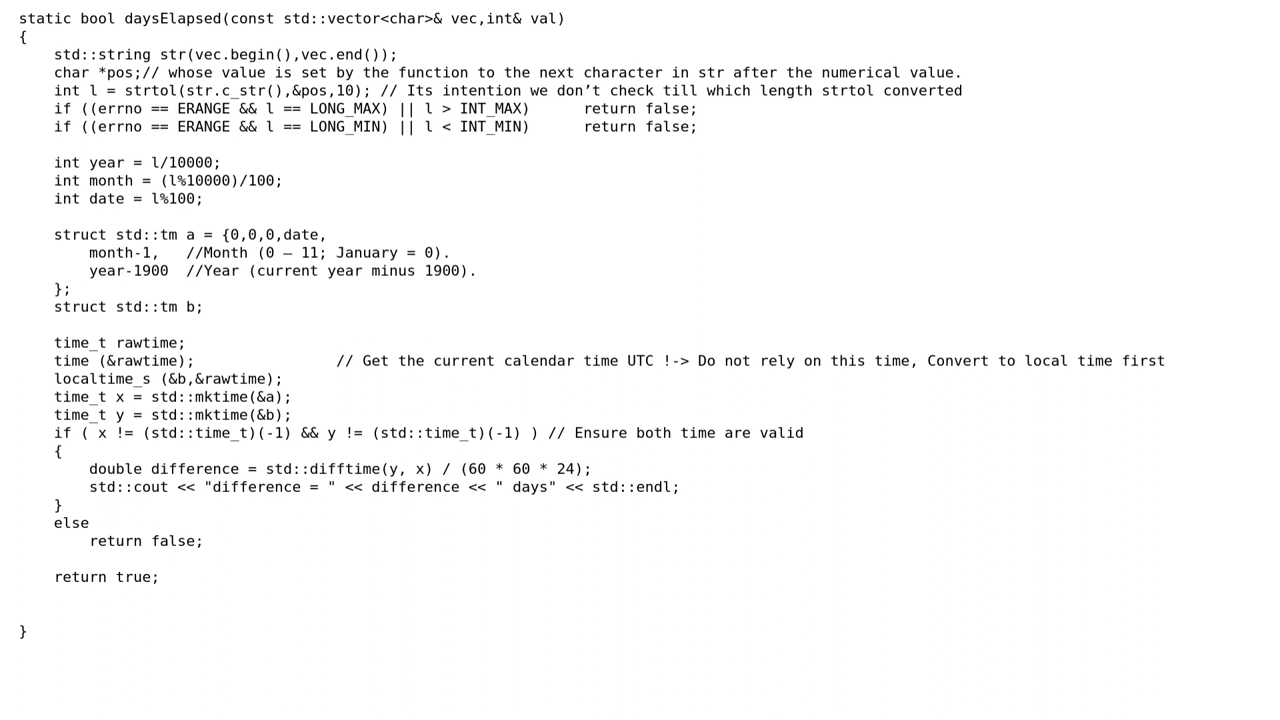 static bool daysElapsed(const std::vector<char>& vec,int& val)
{
    std::string str(vec.begin(),vec.end());
    char *pos;// whose value is set by the function to the next character in str after the numerical value.
    int l = strtol(str.c_str(),&pos,10); // Its intention we don’t check till which length strtol converted
    if ((errno == ERANGE && l == LONG_MAX) || l > INT_MAX)      return false;
    if ((errno == ERANGE && l == LONG_MIN) || l < INT_MIN)      return false;

    int year = l/10000;
    int month = (l%10000)/100;
    int date = l%100;

    struct std::tm a = {0,0,0,date,
        month-1,   //Month (0 – 11; January = 0).
        year-1900  //Year (current year minus 1900).
    };
    struct std::tm b;

    time_t rawtime;
    time (&rawtime);                // Get the current calendar time UTC !-> Do not rely on this time, Convert to local time first
    localtime_s (&b,&rawtime);
    time_t x = std::mktime(&a);
    time_t y = std::mktime(&b);
    if ( x != (std::time_t)(-1) && y != (std::time_t)(-1) ) // Ensure both time are valid
    {
        double difference = std::difftime(y, x) / (60 * 60 * 24);
        std::cout << "difference = " << difference << " days" << std::endl;
    }
    else
        return false;

    return true;


}